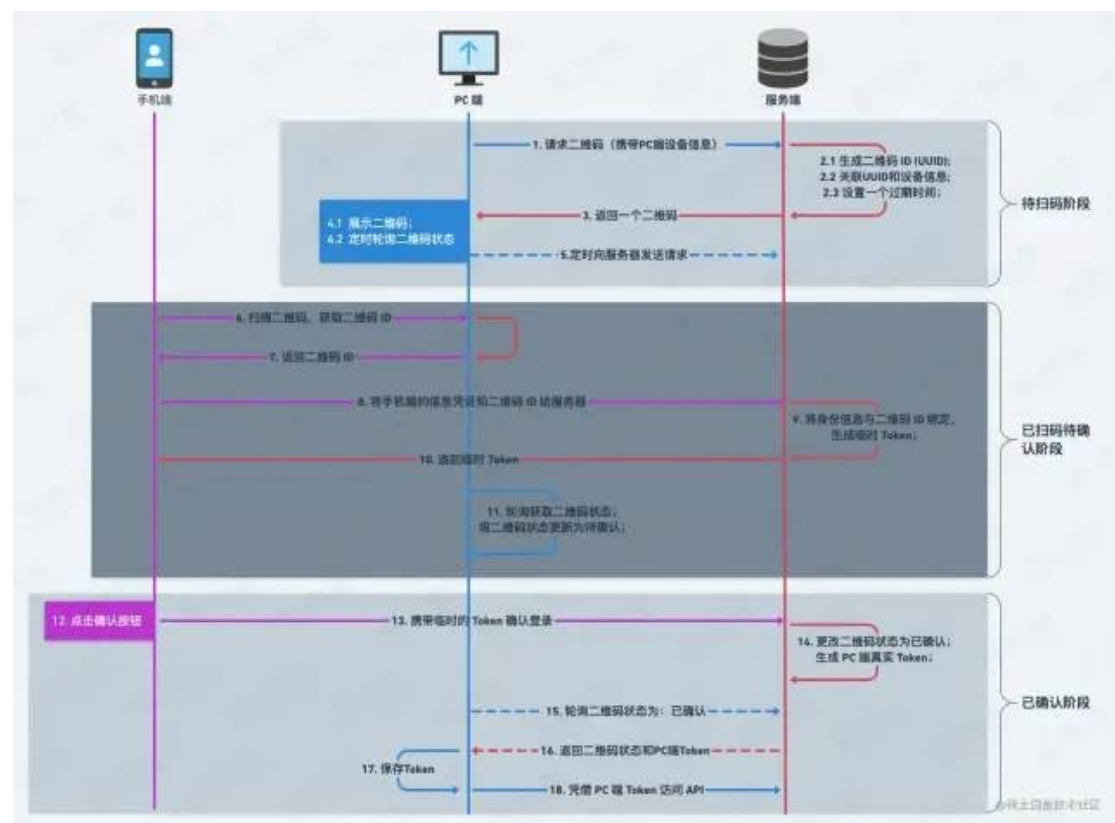 手机端
PC 端
服务端
1. 请求二维码（携带PC端设备信息）
2.1 生成二维码 ID (UUID);
2.2 关联UUID和设备信息;
2.3 设置一个过期时间;
待扫码阶段
3. 返回一个二维码
4.1 展示二维码;
4.2 定时轮询二维码状态
5.定时向服务器发送请求
6. 扫描二维码，获取二维码 ID
7. 返回二维码 ID
8. 将手机端的信息凭证和二维码 ID 给服务器
9. 将身份信息与二维码 ID 绑定，
生成临时 Token;
已扫码待确
认阶段
10. 返回临时 Token
11. 轮询获取二维码状态;
将二维码状态更新为待确认;
12. 点击确认按钮
13. 携带临时的 Token 确认登录
14. 更改二维码状态为已确认;
生成 PC 端真实 Token;
15. 轮询二维码状态为：已确认
已确认阶段
16. 返回二维码状态和PC端Token
17. 保存Token
18. 凭借 PC 端 Token 访问 API
@稀土掘金技术社区